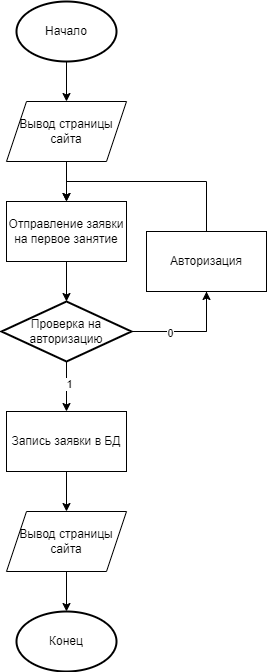 Начало
Вывод страницы
сайта
Отправление заявки
на первое занятие
Авторизация
Проверка на
авторизацию
0
1
Запись заявки в БД
Вывод страницы
сайта
Конец